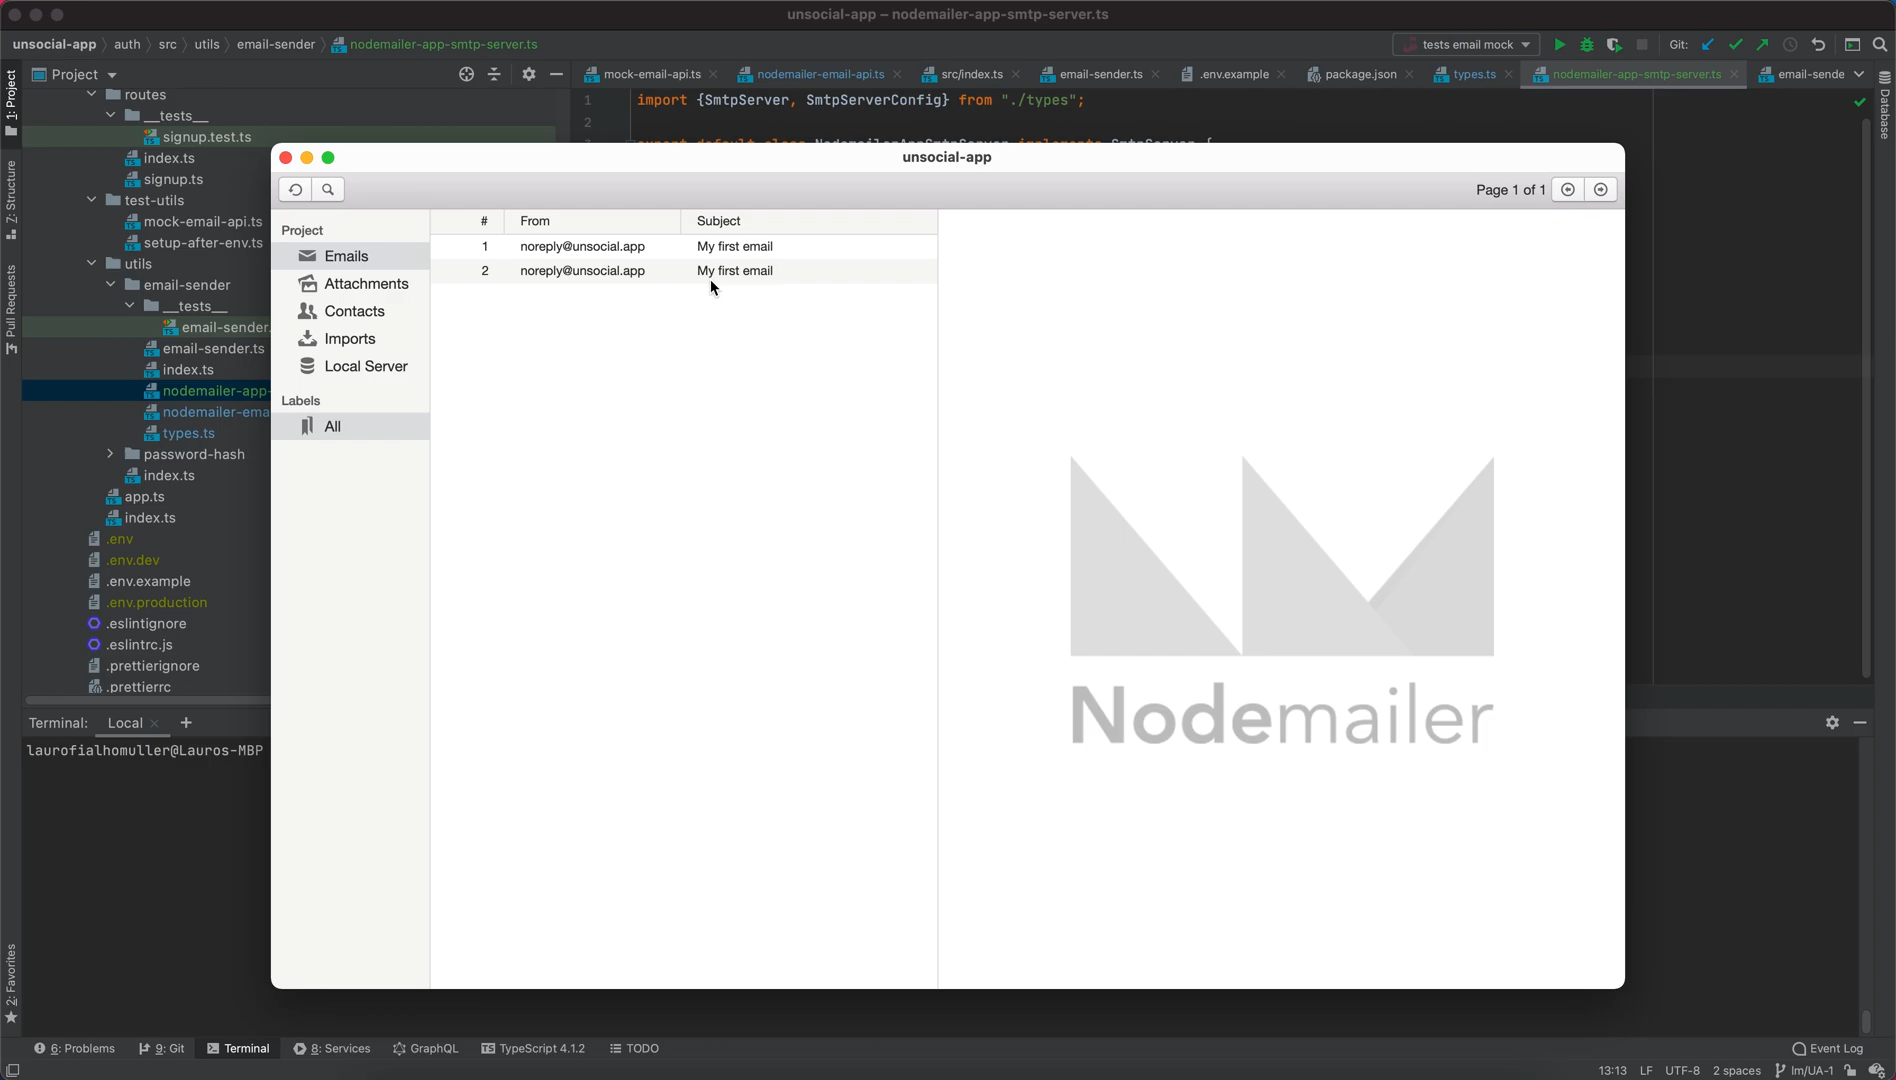 unsocial-app – nodemailer-app-smtp-server.ts
unsocial-app auth src utils email-sender nodemailer-app-smtp-server.ts
tests email mock Git:
1: Project
Project
mock-email-api.ts nodemailer-email-api.ts src/index.ts email-sender.ts .env.example package.json types.ts nodemailer-app-smtp-server.ts email-sende
Database
routes
__tests__
signup.test.ts
index.ts
signup.ts
test-utils
mock-email-api.ts
setup-after-env.ts
utils
email-sender
__tests__
email-sender.
email-sender.ts
index.ts
nodemailer-app-
nodemailer-ema
types.ts
password-hash
index.ts
app.ts
index.ts
.env
.env.dev
.env.example
.env.production
.eslintignore
.eslintrc.js
.prettierignore
.prettierrc
Z: Structure
Pull Requests
2: Favorites
1 import {SmtpServer, SmtpServerConfig} from "./types";
2
unsocial-app
Page 1 of 1
Project
Emails
Attachments
Contacts
Imports
Local Server
Labels
All
# From Subject
1 noreply@unsocial.app My first email
2 noreply@unsocial.app My first email
Nodemailer
Terminal: Local +
laurofialhomuller@Lauros-MBP
6: Problems 9: Git Terminal 8: Services GraphQL TypeScript 4.1.2 TODO Event Log
13:13 LF UTF-8 2 spaces lm/UA-1